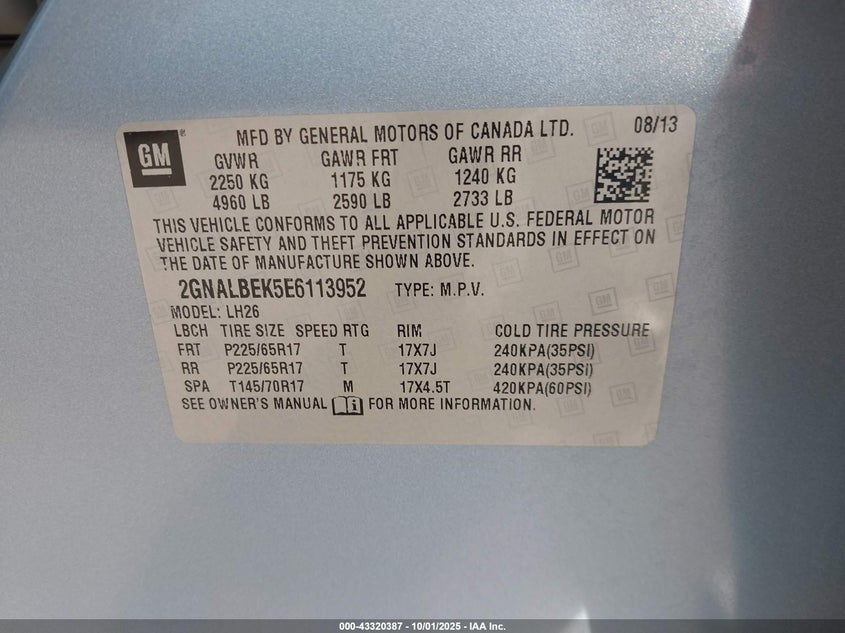 GM
MFD BY GENERAL MOTORS OF CANADA LTD. 08/13
GVWR GAWR FRT GAWR RR
2250 KG 1175 KG 1240 KG
4960 LB 2590 LB 2733 LB
THIS VEHICLE CONFORMS TO ALL APPLICABLE U.S. FEDERAL MOTOR
VEHICLE SAFETY AND THEFT PREVENTION STANDARDS IN EFFECT ON
THE DATE OF MANUFACTURE SHOWN ABOVE.
2GNALBEK5E6113952 TYPE: M.P.V.
MODEL: LH26
LBCH TIRE SIZE SPEED RTG RIM COLD TIRE PRESSURE
FRT P225/65R17 T 17X7J 240KPA(35PSI)
RR P225/65R17 T 17X7J 240KPA(35PSI)
SPA T145/70R17 M 17X4.5T 420KPA(60PSI)
SEE OWNER'S MANUAL FOR MORE INFORMATION.
000-43320387 - 10/01/2025 - IAA Inc.